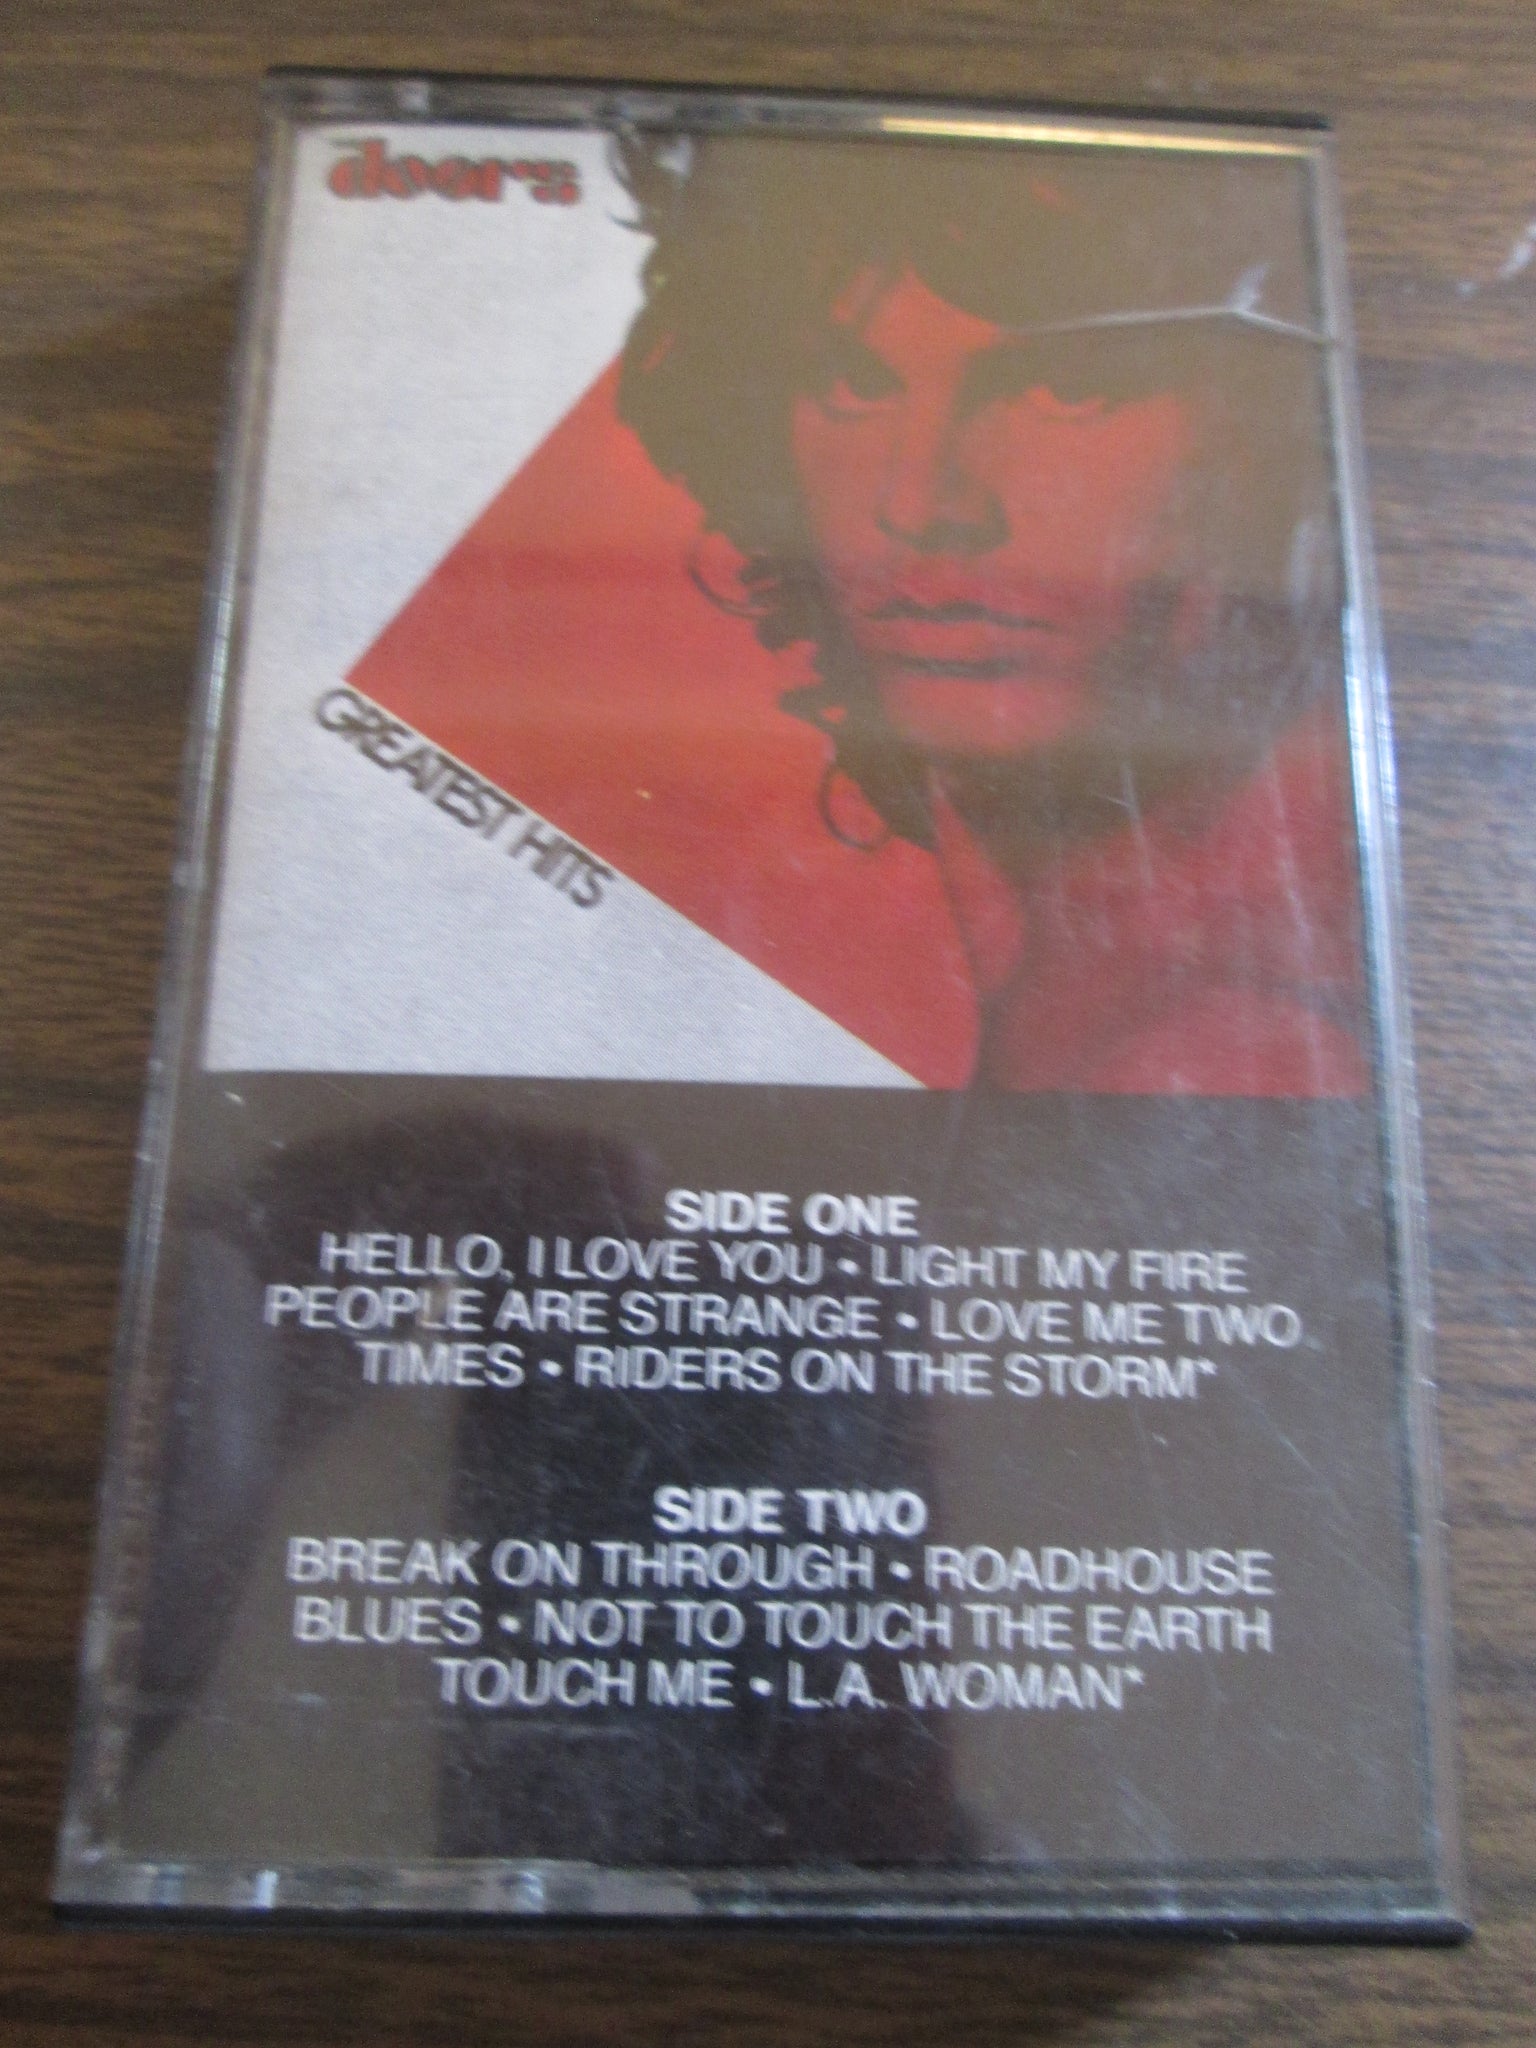 doors
GREATEST HITS
SIDE ONE
HELLO, I LOVE YOU • LIGHT MY FIRE
PEOPLE ARE STRANGE • LOVE ME TWO
TIMES • RIDERS ON THE STORM*
SIDE TWO
BREAK ON THROUGH • ROADHOUSE
BLUES • NOT TO TOUCH THE EARTH
TOUCH ME • L.A. WOMAN*